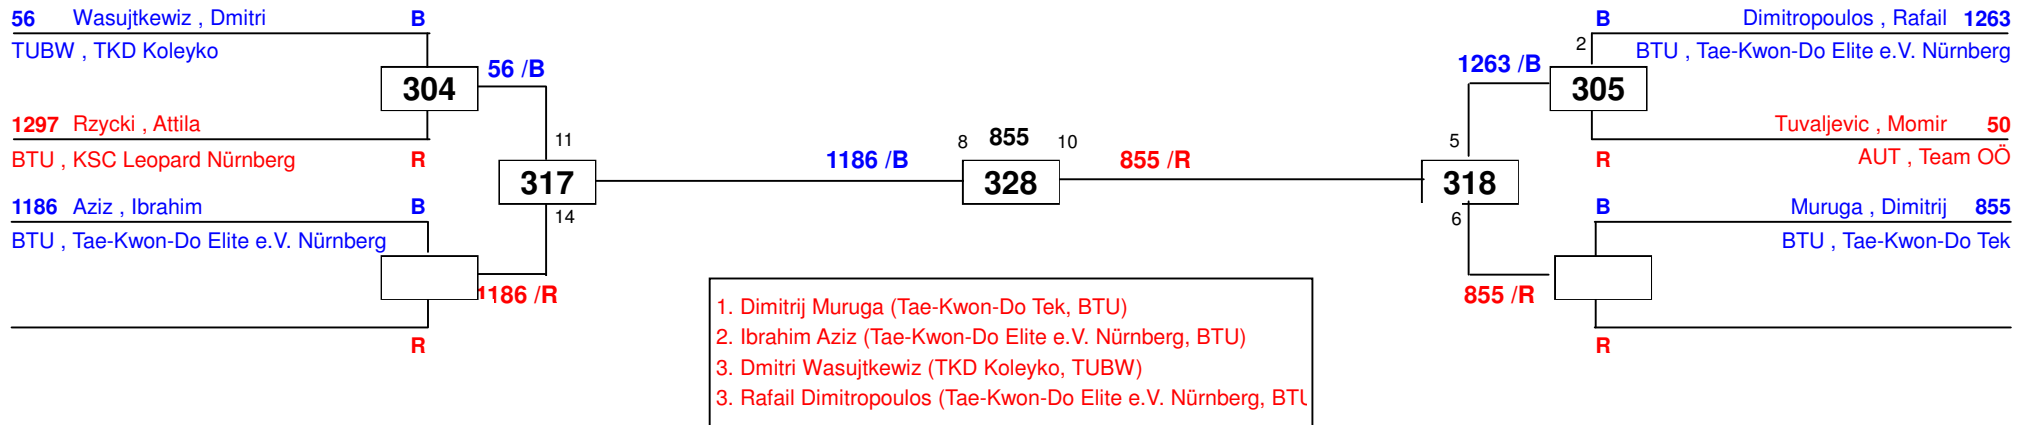 56 Wasujtkewiz , Dmitri B
TUBW , TKD Koleyko
304
56 /B
1297 Rzycki , Attila
BTU , KSC Leopard Nürnberg R
11
317
14
1186 Aziz , Ibrahim B
BTU , Tae-Kwon-Do Elite e.V. Nürnberg
1186 /R
R
1186 /B
8 855 10
328
855 /R
B Dimitropoulos , Rafail 1263
2 BTU , Tae-Kwon-Do Elite e.V. Nürnberg
1263 /B
305
Tuvaljevic , Momir 50
R AUT , Team OÖ
5
318
6
B Muruga , Dimitrij 855
BTU , Tae-Kwon-Do Tek
855 /R
R
1. Dimitrij Muruga (Tae-Kwon-Do Tek, BTU)
2. Ibrahim Aziz (Tae-Kwon-Do Elite e.V. Nürnberg, BTU)
3. Dmitri Wasujtkewiz (TKD Koleyko, TUBW)
3. Rafail Dimitropoulos (Tae-Kwon-Do Elite e.V. Nürnberg, BTU